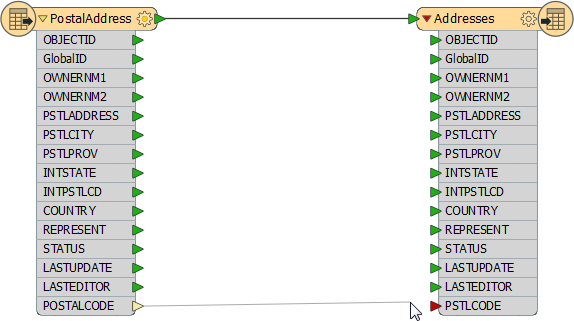 PostalAddress
OBJECTID
GlobalID
OWNERNM1
OWNERNM2
PSTLADDRESS
PSTLCITY
PSTLPROV
INTSTATE
INTPSTLCD
COUNTRY
REPRESENT
STATUS
LASTUPDATE
LASTEDITOR
POSTALCODE
Addresses
OBJECTID
GlobalID
OWNERNM1
OWNERNM2
PSTLADDRESS
PSTLCITY
PSTLPROV
INTSTATE
INTPSTLCD
COUNTRY
REPRESENT
STATUS
LASTUPDATE
LASTEDITOR
PSTLCODE